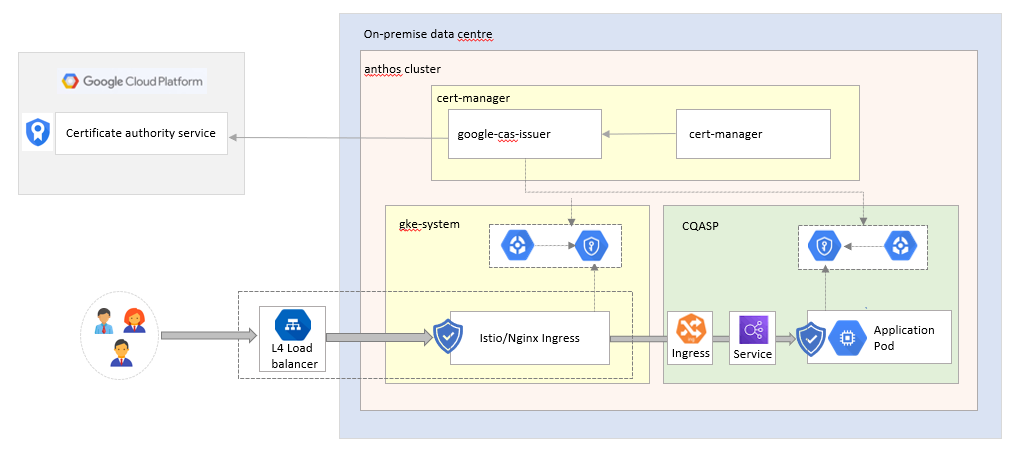 On-premise data centre
anthos cluster
Google Cloud Platform
cert-manager
Certificate authority service
google-cas-issuer
cert-manager
gke-system
CQASP
L4 Load
balancer
Istio/Nginx Ingress
Ingress
Service
Application
Pod